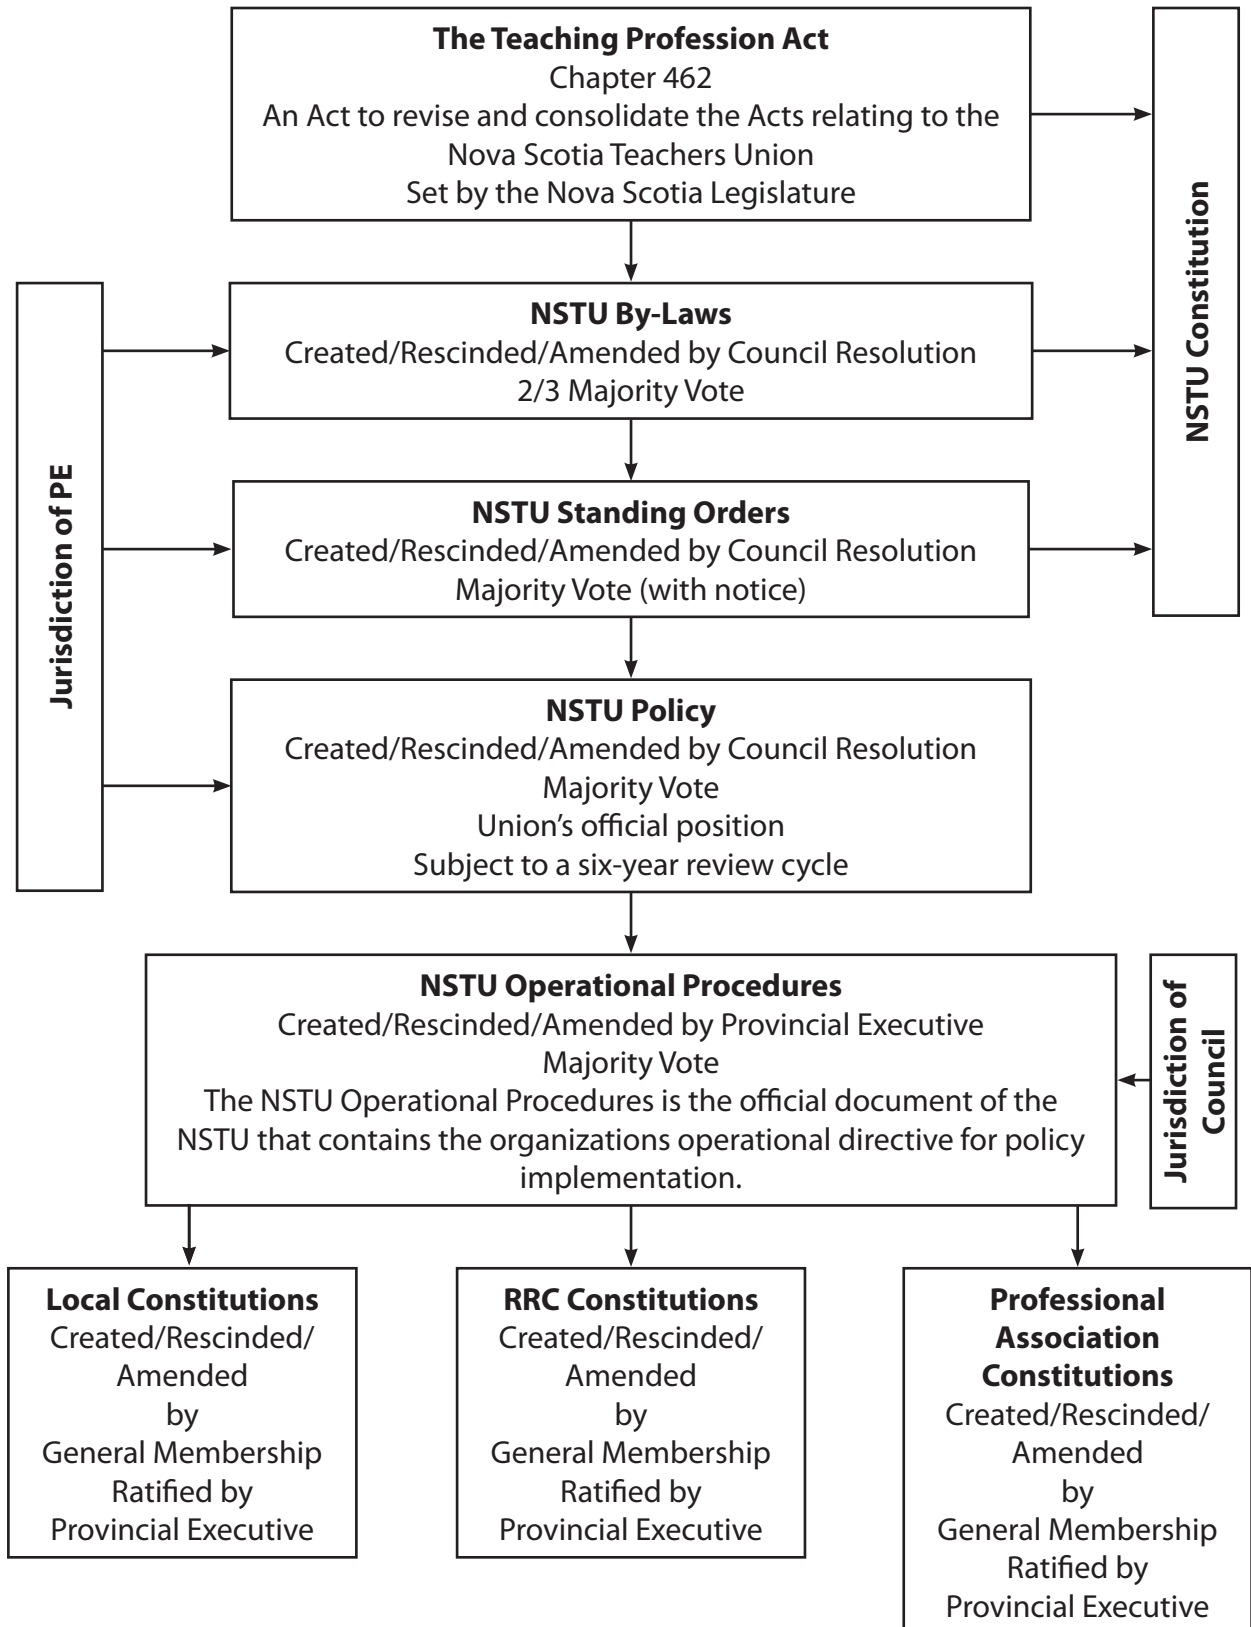 The Teaching Profession Act
Chapter 462
An Act to revise and consolidate the Acts relating to the
Nova Scotia Teachers Union
Set by the Nova Scotia Legislature
NSTU Constitution
Jurisdiction of PE
NSTU By-Laws
Created/Rescinded/Amended by Council Resolution
2/3 Majority Vote
NSTU Standing Orders
Created/Rescinded/Amended by Council Resolution
Majority Vote (with notice)
NSTU Policy
Created/Rescinded/Amended by Council Resolution
Majority Vote
Union's official position
Subject to a six-year review cycle
NSTU Operational Procedures
Created/Rescinded/Amended by Provincial Executive
Majority Vote
The NSTU Operational Procedures is the official document of the
NSTU that contains the organizations operational directive for policy
implementation.
Jurisdiction of
Council
Local Constitutions
Created/Rescinded/
Amended
by
General Membership
Ratified by
Provincial Executive
RRC Constitutions
Created/Rescinded/
Amended
by
General Membership
Ratified by
Provincial Executive
Professional
Association
Constitutions
Created/Rescinded/
Amended
by
General Membership
Ratified by
Provincial Executive